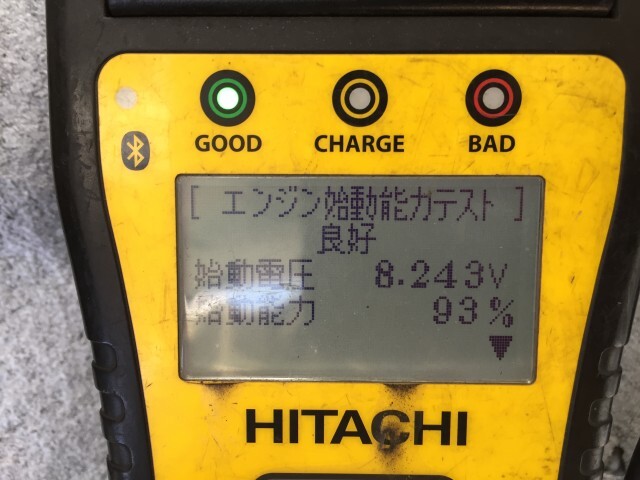 GOOD CHARGE BAD
[ エンジン始動能力テスト ]
良好
始動電圧 8.243V
始動能力 93%
▼
HITACHI